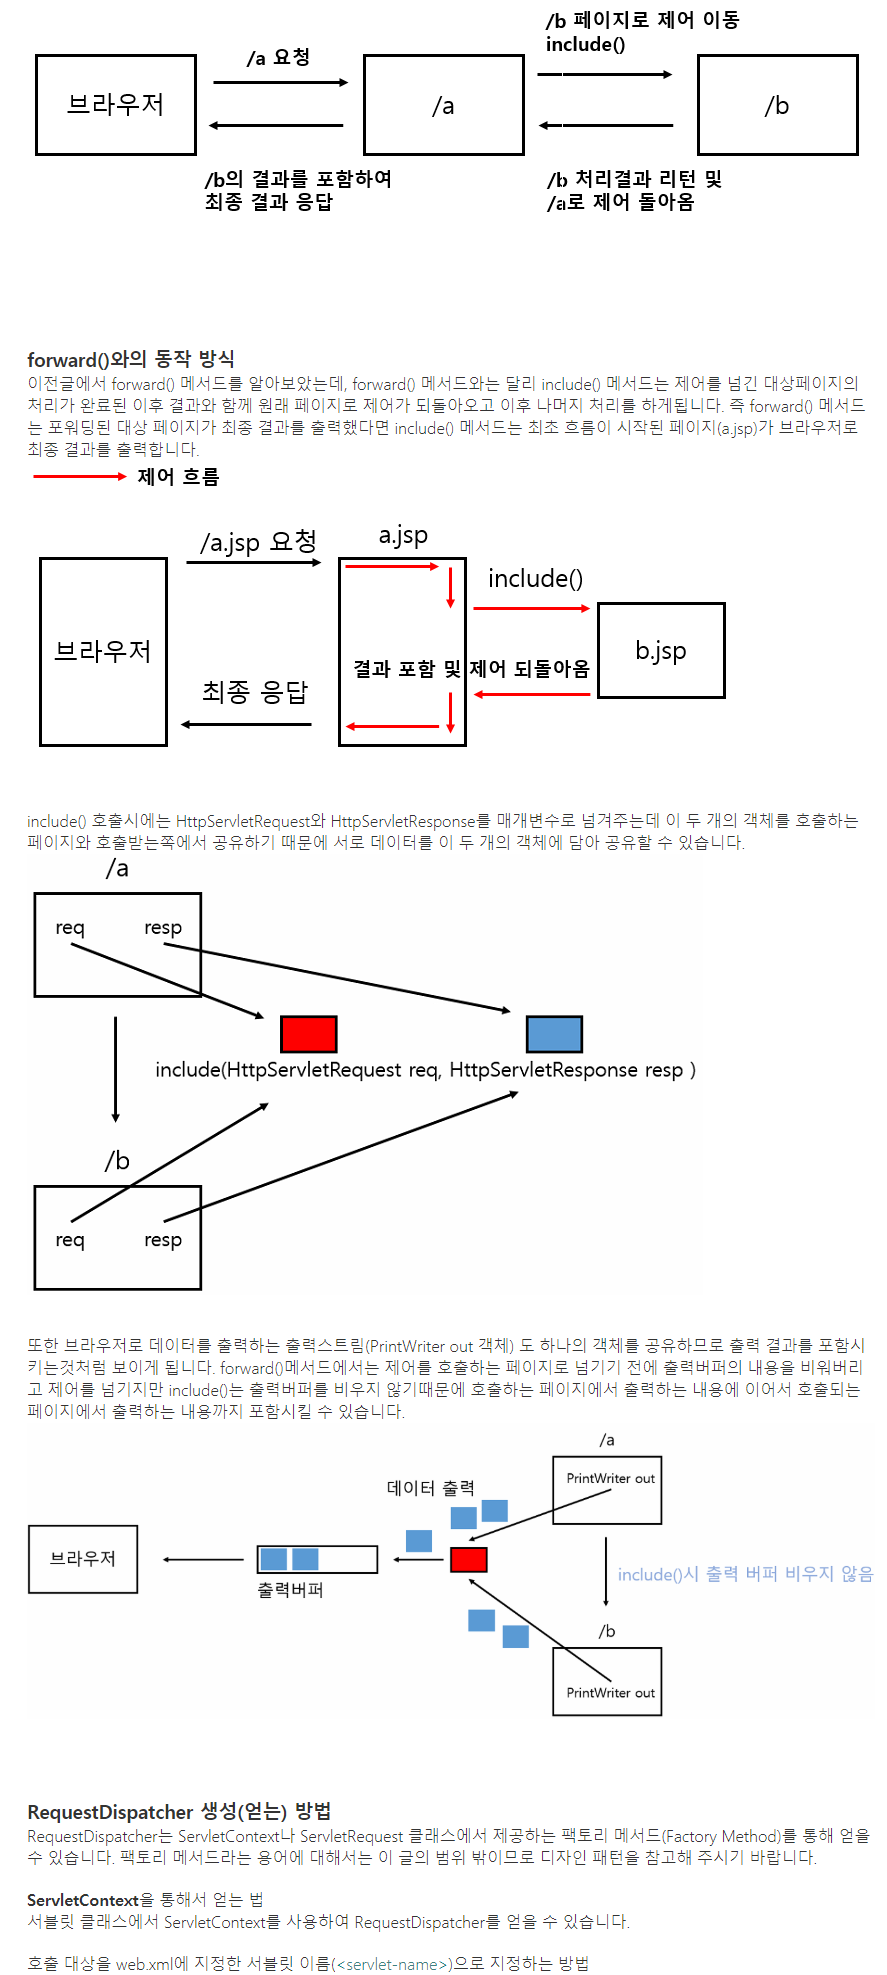 /b 페이지로 제어 이동
include()
/a 요청
브라우저
/a
/b
/b의 결과를 포함하여
최종 결과 응답
/b 처리결과 리턴 및
/a로 제어 돌아옴
forward()와의 동작 방식
이전글에서 forward() 메서드를 알아보았는데, forward() 메서드와는 달리 include() 메서드는 제어를 넘긴 대상페이지의
처리가 완료된 이후 결과와 함께 원래 페이지로 제어가 되돌아오고 이후 나머지 처리를 하게됩니다. 즉 forward() 메서드
는 포워딩된 대상 페이지가 최종 결과를 출력했다면 include() 메서드는 최초 흐름이 시작된 페이지(a.jsp)가 브라우저로
최종 결과를 출력합니다.
제어 흐름
/a.jsp 요청
a.jsp
include()
브라우저
b.jsp
결과 포함 및 제어 되돌아옴
최종 응답
include() 호출시에는 HttpServletRequest와 HttpServletResponse를 매개변수로 넘겨주는데 이 두 개의 객체를 호출하는
페이지와 호출받는쪽에서 공유하기 때문에 서로 데이터를 이 두 개의 객체에 담아 공유할 수 있습니다.
/a
req resp
include(HttpServletRequest req, HttpServletResponse resp )
/b
req resp
또한 브라우저로 데이터를 출력하는 출력스트림(PrintWriter out 객체) 도 하나의 객체를 공유하므로 출력 결과를 포함시
키는것처럼 보이게 됩니다. forward()메서드에서는 제어를 호출하는 페이지로 넘기기 전에 출력버퍼의 내용을 비워버리
고 제어를 넘기지만 include()는 출력버퍼를 비우지 않기때문에 호출하는 페이지에서 출력하는 내용에 이어서 호출되는
페이지에서 출력하는 내용까지 포함시킬 수 있습니다.
/a
PrintWriter out
데이터 출력
브라우저
출력버퍼
include()시 출력 버퍼 비우지 않음
/b
PrintWriter out
RequestDispatcher 생성(얻는) 방법
RequestDispatcher는 ServletContext나 ServletRequest 클래스에서 제공하는 팩토리 메서드(Factory Method)를 통해 얻을
수 있습니다. 팩토리 메서드라는 용어에 대해서는 이 글의 범위 밖이므로 디자인 패턴을 참고해 주시기 바랍니다.
ServletContext을 통해서 얻는 법
서블릿 클래스에서 ServletContext를 사용하여 RequestDispatcher를 얻을 수 있습니다.
호출 대상을 web.xml에 지정한 서블릿 이름(<servlet-name>)으로 지정하는 방법